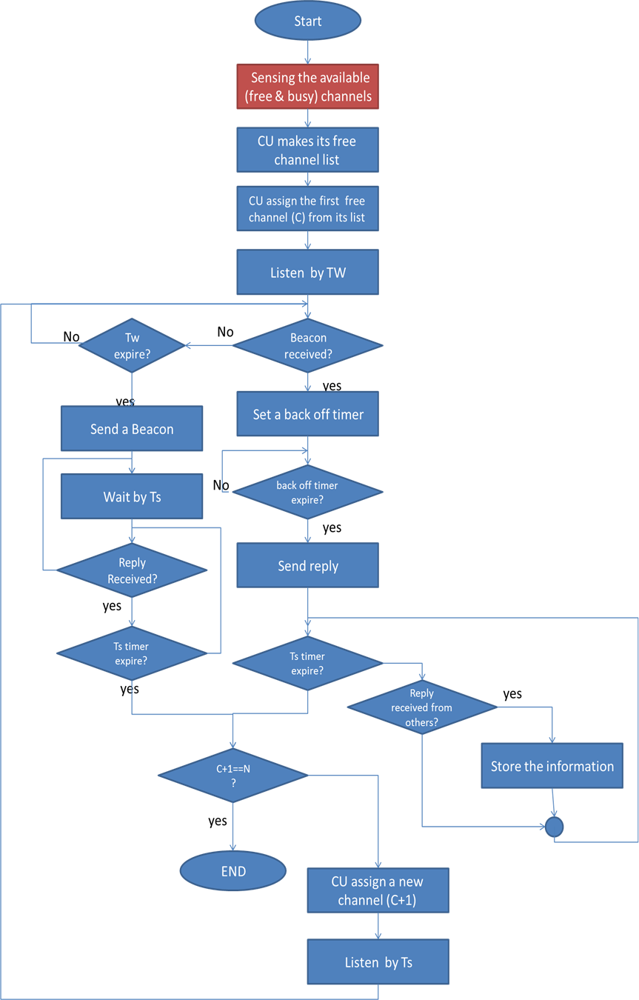 Start
Sensing the available
(free & busy) channels
CU makes its free
channel list
CU assign the first free
channel (C) from its list
Listen by TW
No
Tw
expire?
No
Beacon
received?
yes
yes
Send a Beacon
Set a back off timer
Wait by Ts
No
back off timer
expire?
yes
Reply
Received?
Send reply
yes
Ts timer
expire?
yes
Ts timer
expire?
Reply
received from
others?
yes
Store the information
C+1==N
?
yes
END
CU assign a new
channel (C+1)
Listen by Ts